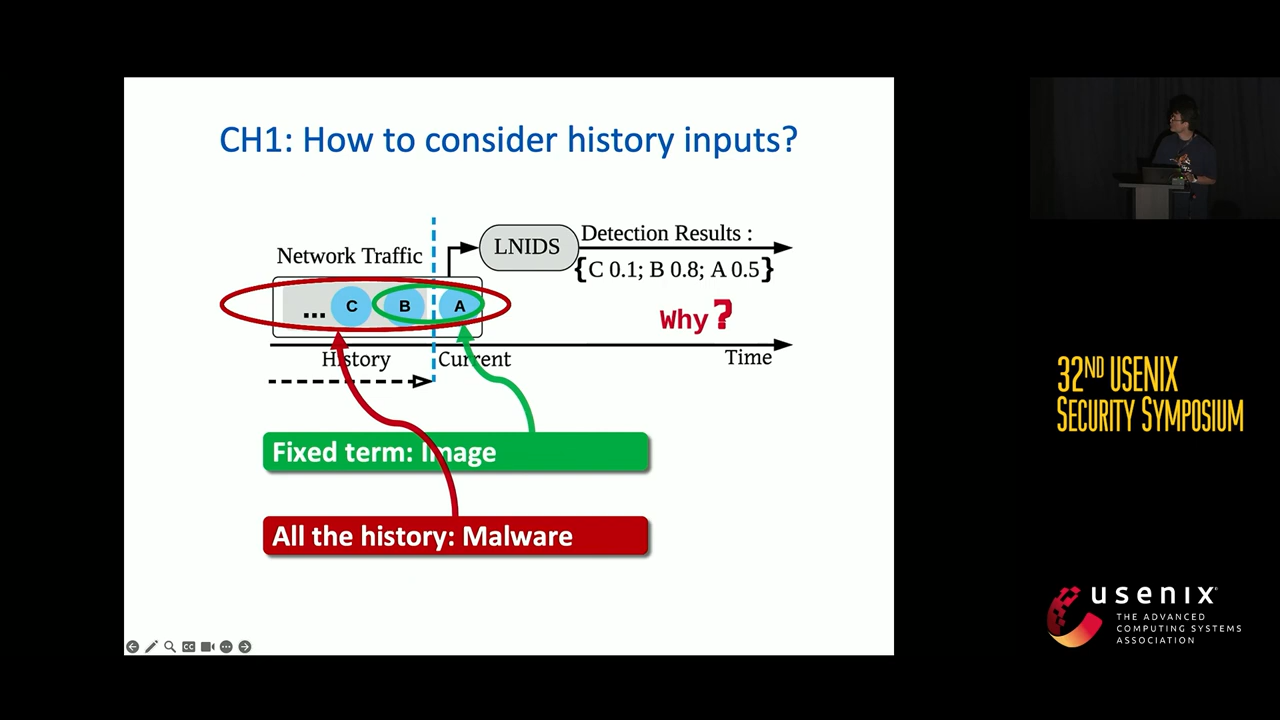 CH1: How to consider history inputs?
Network Traffic
LNIDS
Detection Results :
{C 0.1; B 0.8; A 0.5}
... C B A
Why?
History Current
Time
Fixed term: Image
All the history: Malware
CC
32ND USENIX
SECURITY SYMPOSIUM
usenix
THE ADVANCED
COMPUTING SYSTEMS
ASSOCIATION